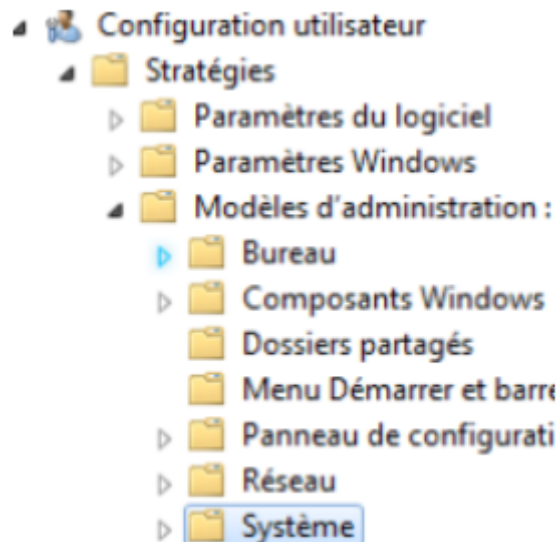 Configuration utilisateur
Stratégies
Paramètres du logiciel
Paramètres Windows
Modèles d'administration :
Bureau
Composants Windows
Dossiers partagés
Menu Démarrer et barre
Panneau de configurati
Réseau
Système